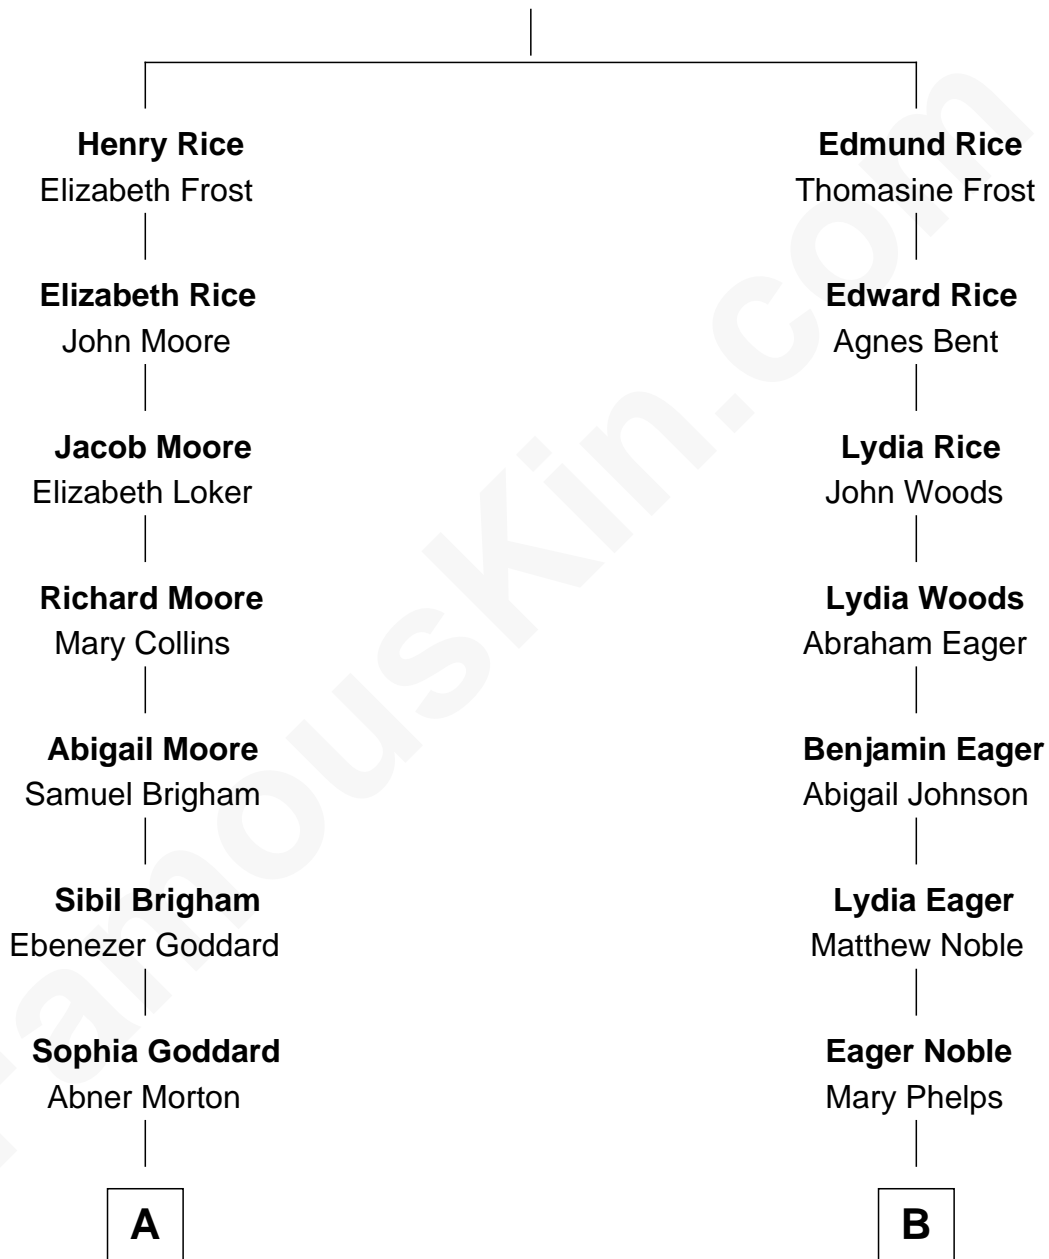 Henry Rice
Elizabeth Frost
Elizabeth Rice
John Moore
Jacob Moore
Elizabeth Loker
Richard Moore
Mary Collins
Abigail Moore
Samuel Brigham
Sibil Brigham
Ebenezer Goddard
Sophia Goddard
Abner Morton
A
Edmund Rice
Thomasine Frost
Edward Rice
Agnes Bent
Lydia Rice
John Woods
Lydia Woods
Abraham Eager
Benjamin Eager
Abigail Johnson
Lydia Eager
Matthew Noble
Eager Noble
Mary Phelps
B
FamousKin.com